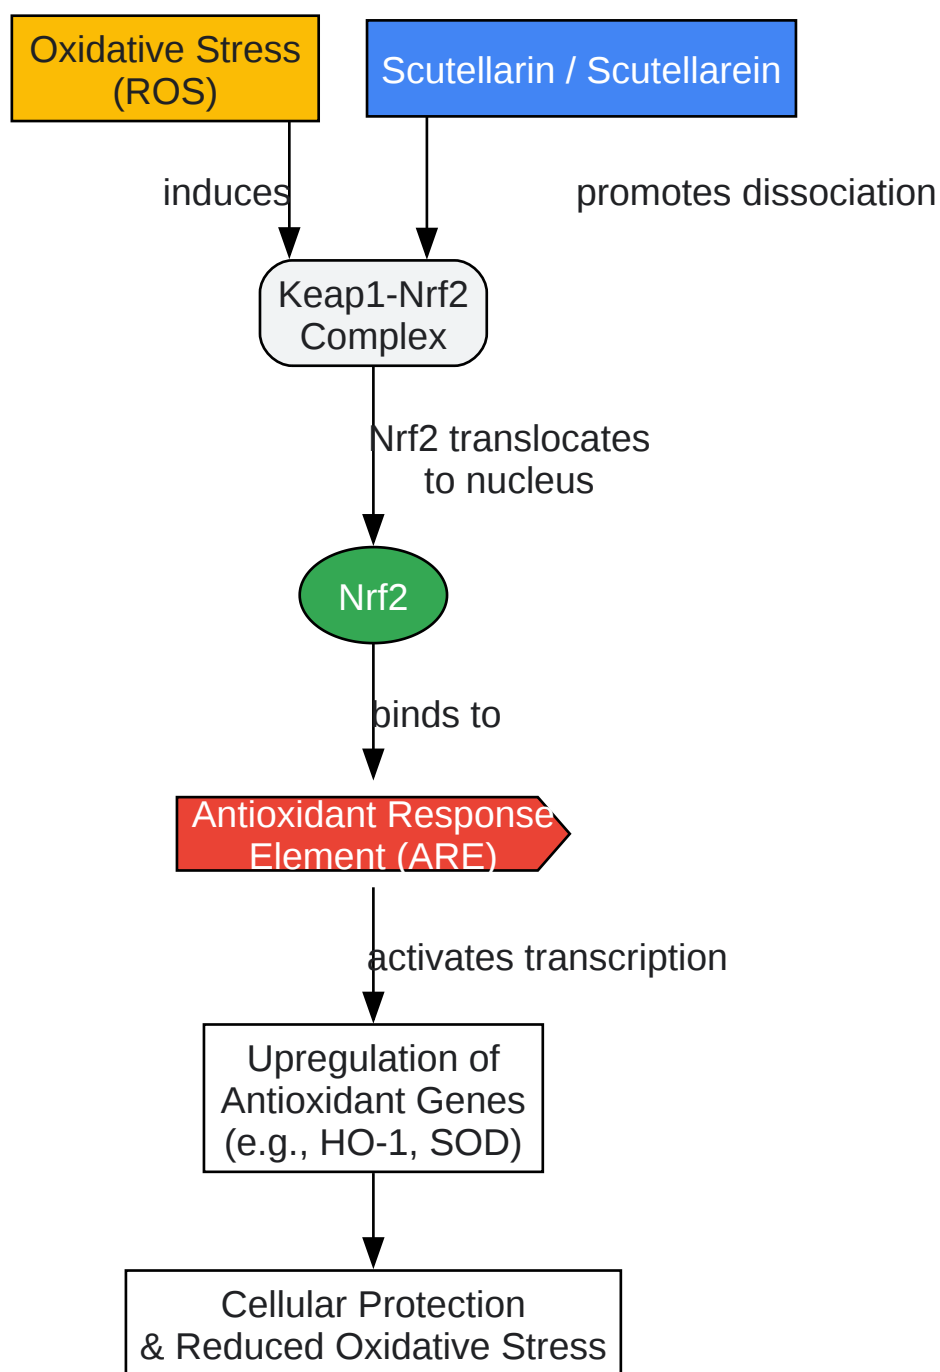 Oxidative Stress
(ROS)
Scutellarin / Scutellarein
induces
promotes dissociation
Keap1-Nrf2
Complex
Nrf2 translocates
to nucleus
Nrf2
binds to
Antioxidant Response
Element (ARE)
activates transcription
Upregulation of
Antioxidant Genes
(e.g., HO-1, SOD)
Cellular Protection
& Reduced Oxidative Stress